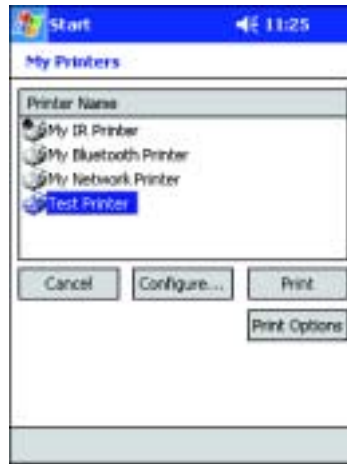 Start 11:25
My Printers
Printer Name
My IR Printer
My Bluetooth Printer
My Network Printer
Test Printer
Cancel Configure... Print
Print Options